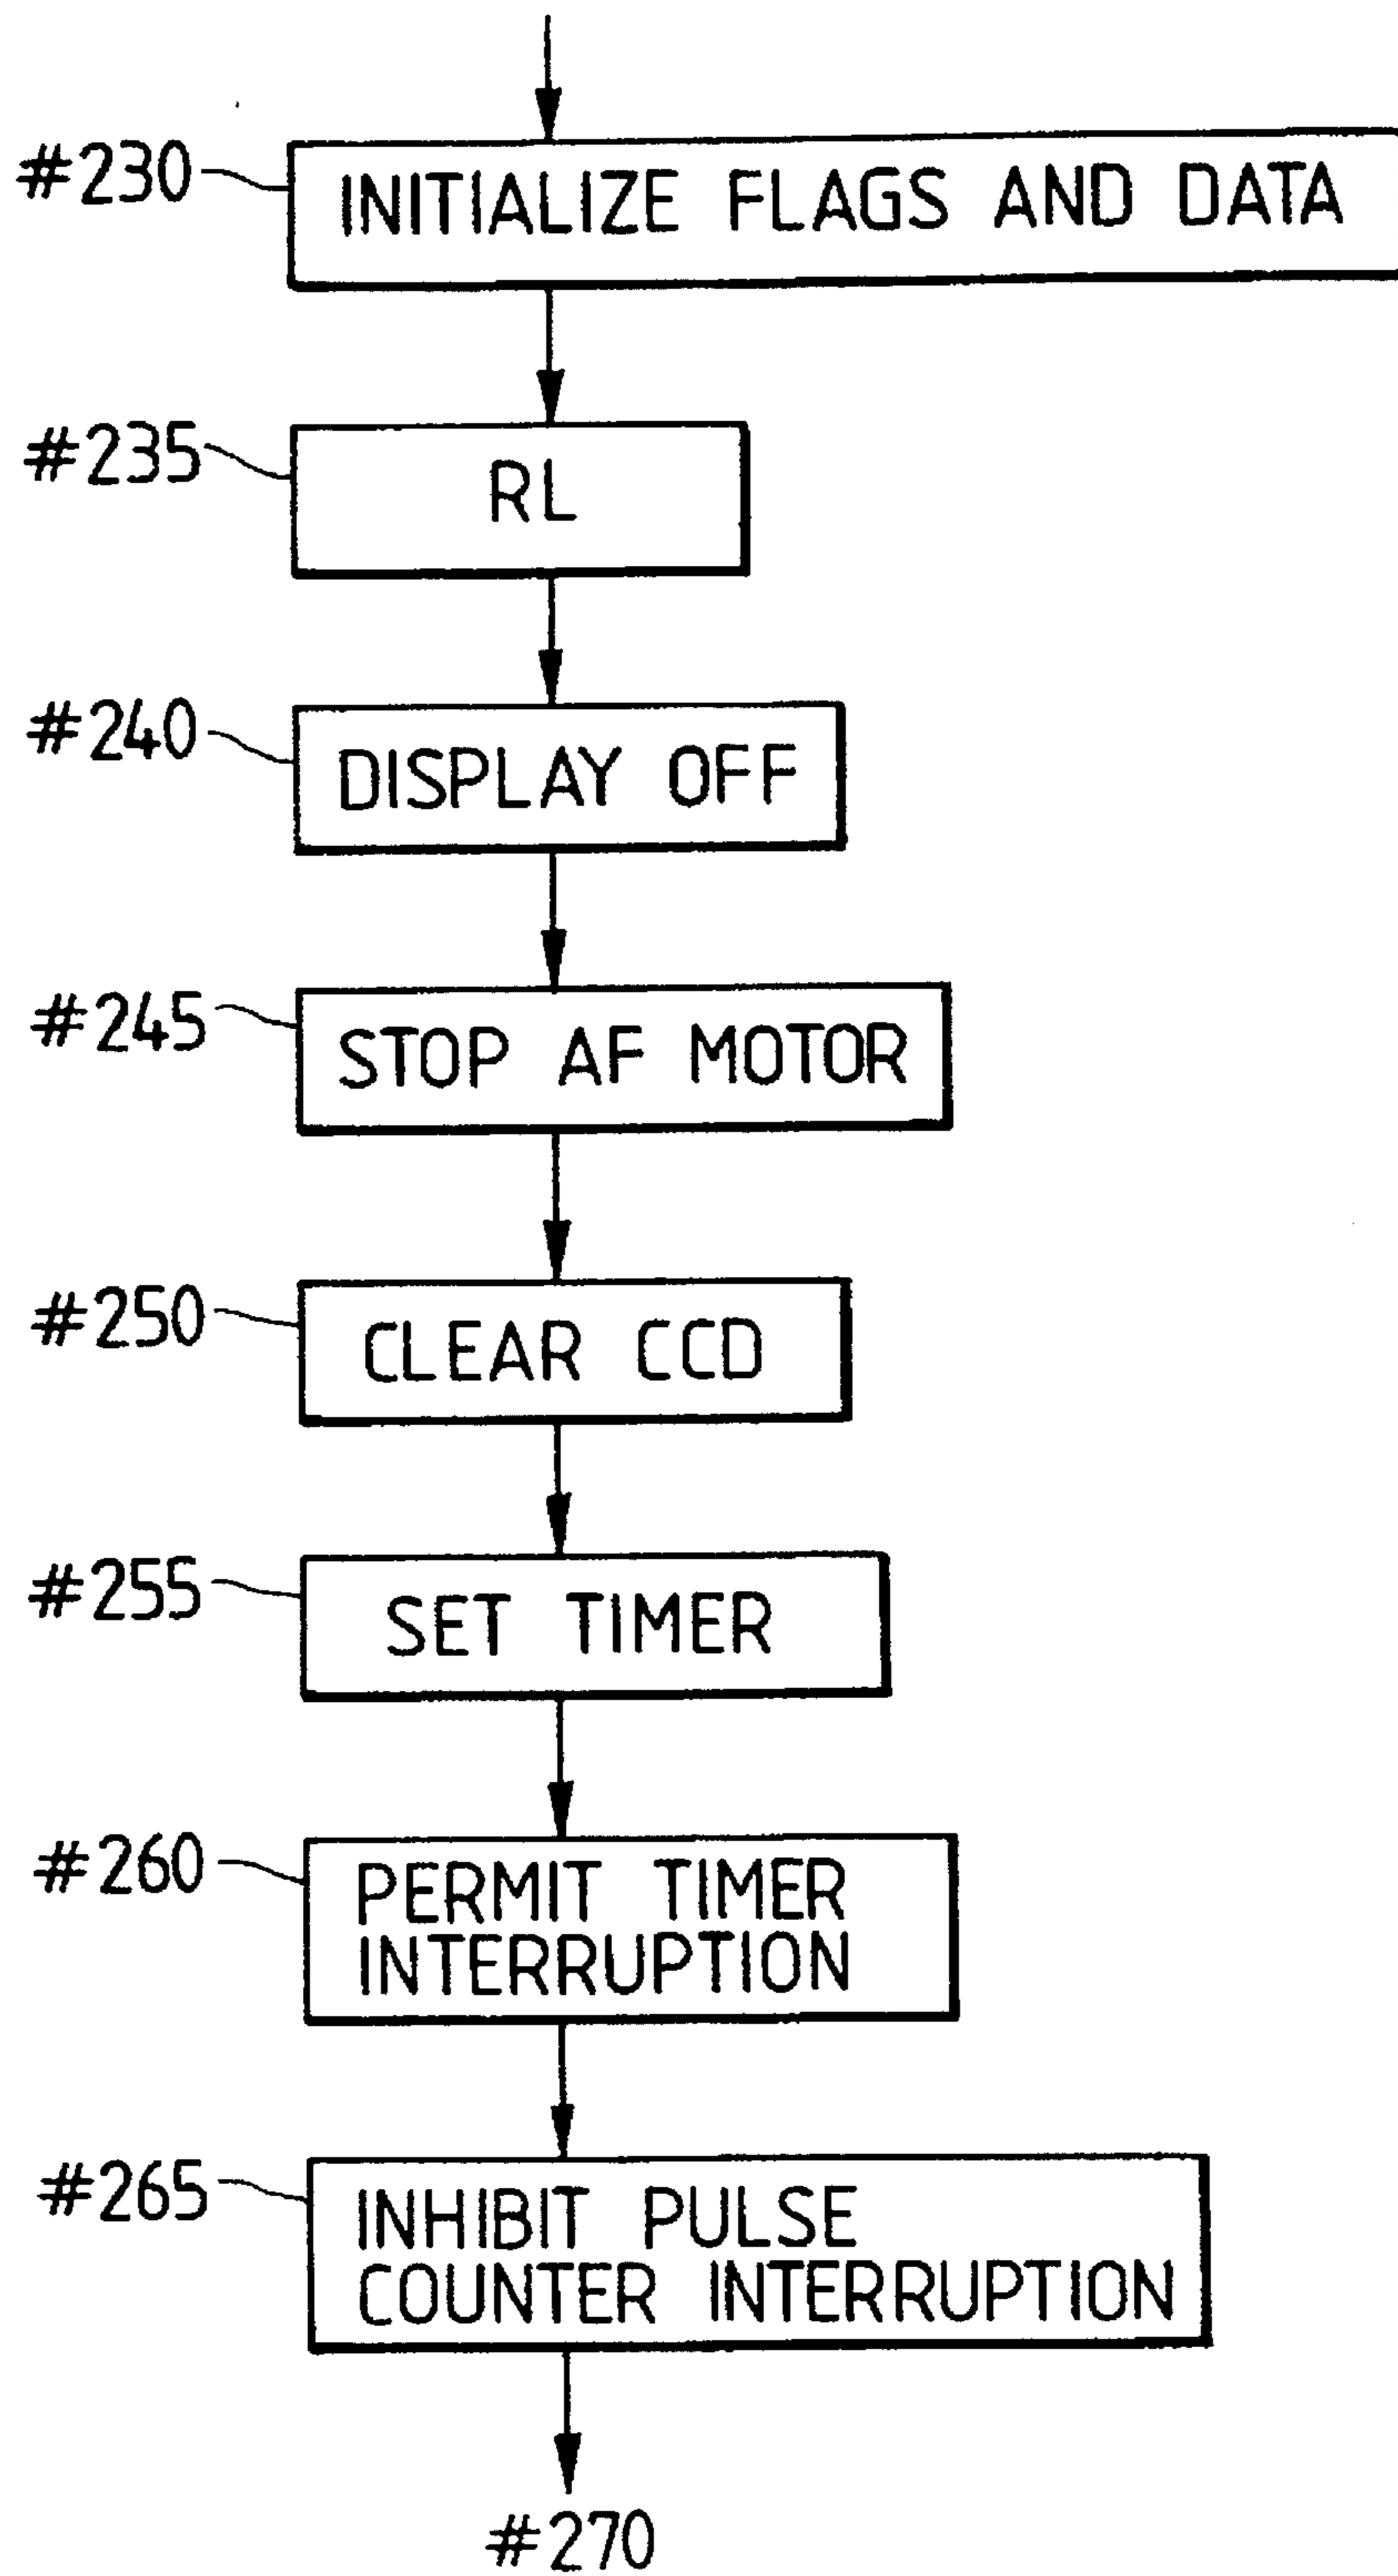 #230
INITIALIZE FLAGS AND DATA
#235
RL
#240
DISPLAY OFF
#245
STOP AF MOTOR
#250
CLEAR CCD
#255
SET TIMER
#260
PERMIT TIMER
INTERRUPTION
#265
INHIBIT PULSE
COUNTER INTERRUPTION
#270